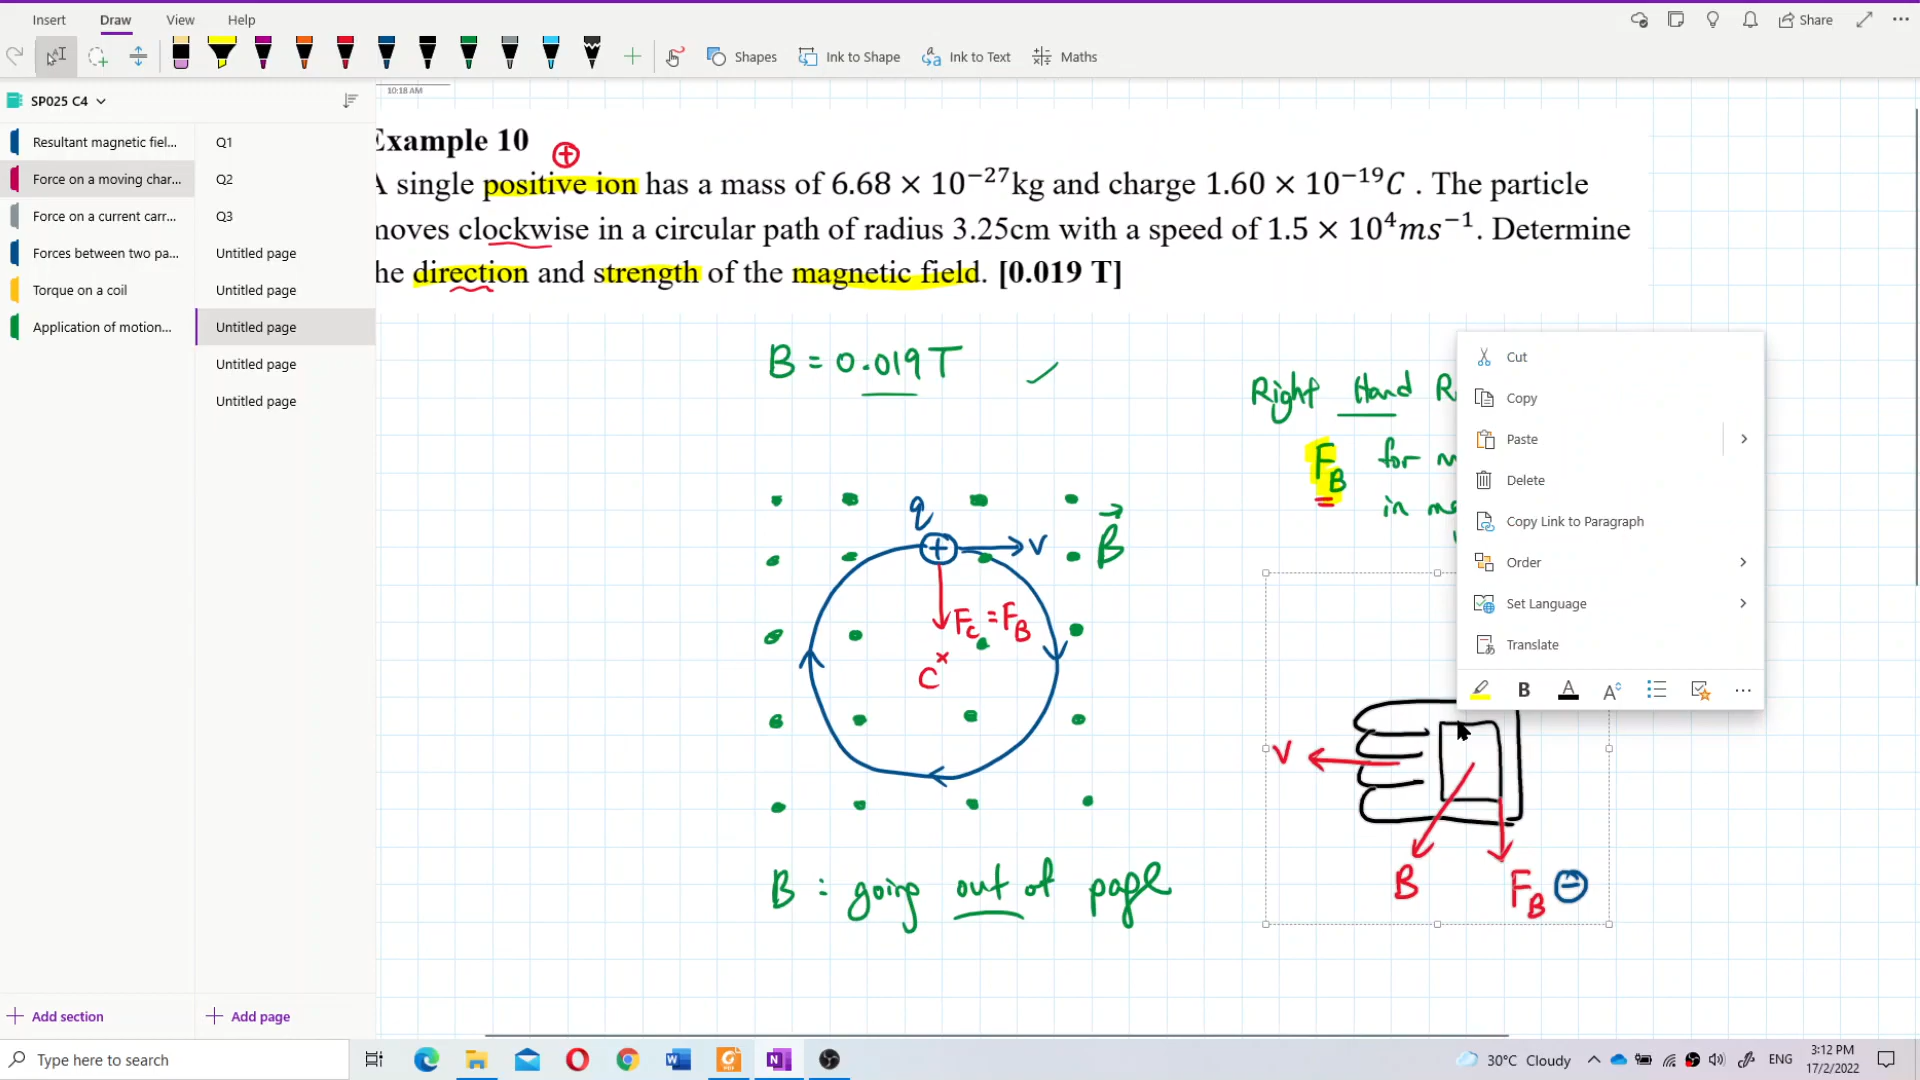 Insert Draw View Help
Share
Shapes Ink to Shape Ink to Text Maths
SP025 C4
Resultant magnetic fiel...
Force on a moving char...
Force on a current carr...
Forces between two pa...
Torque on a coil
Application of motion...
Q1
Q2
Q3
Untitled page
Untitled page
Untitled page
Untitled page
Untitled page
Add section
Add page
10:18 AM
Example 10
+
A single positive ion has a mass of 6.68 × 10⁻²⁷kg and charge 1.60 × 10⁻¹⁹C . The particle
moves clockwise in a circular path of radius 3.25cm with a speed of 1.5 × 10⁴ms⁻¹. Determine
he direction and strength of the magnetic field. [0.019 T]
B = 0.019 T ✓
Right Hand R
F_B for m
in m
q
+ → v
B
F_C = F_B
C ×
B : going out of page
v
B
F_B −
Cut
Copy
Paste
Delete
Copy Link to Paragraph
Order
Set Language
Translate
B A A
Type here to search
30°C Cloudy
ENG
3:12 PM
17/2/2022